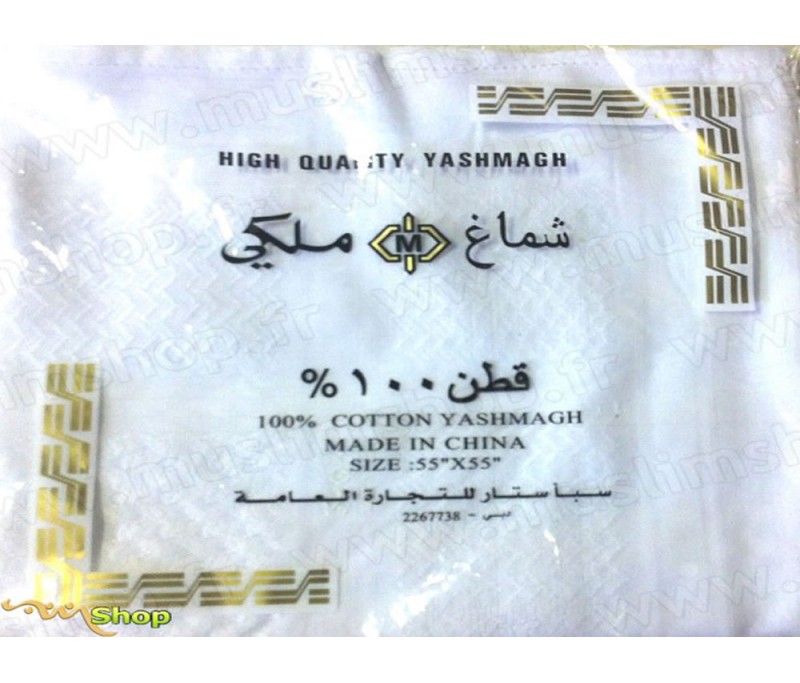 HIGH QUALITY YASHMAGH
شماغ M ملكي
قطن ١٠٠ %
100% COTTON YASHMAGH
MADE IN CHINA
SIZE :55"X55"
سبأ ستار للتجارة العامة
دبي - 2267738
Shop
www.muslimshop.fr